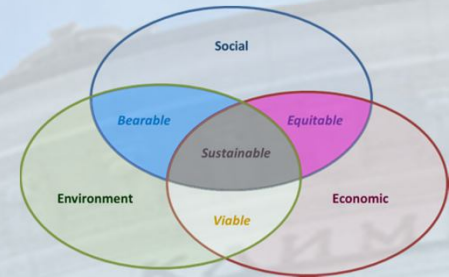 Social
Bearable
Equitable
Sustainable
Environment
Economic
Viable